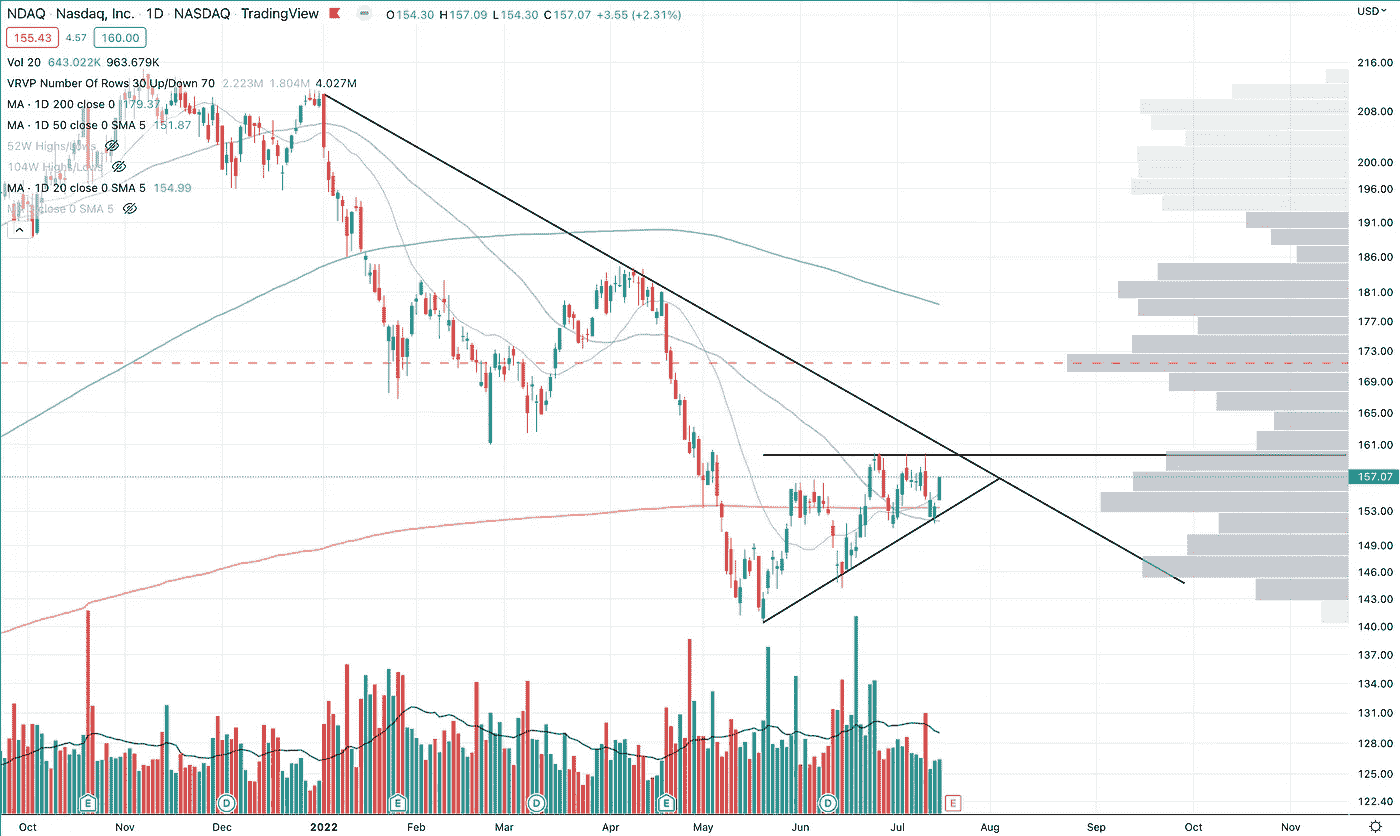 NDAQ · Nasdaq, Inc. · 1D · NASDAQ · TradingView O154.30 H157.09 L154.30 C157.07 +3.55 (+2.31%)
USD
155.43 4.57 160.00
Vol 20 643.022K 963.679K
VRVP Number Of Rows 30 Up/Down 70 2.223M 1.804M 4.027M
MA · 1D 200 close 0 179.37
MA · 1D 50 close 0 SMA 5 151.87
52W Highs/Lows
104W Highs/Lows
MA · 1D 20 close 0 SMA 5 154.99
close 0 SMA 5
216.00
208.00
200.00
196.00
191.00
186.00
181.00
177.00
173.00
169.00
165.00
161.00
157.07
153.00
149.00
146.00
143.00
140.00
137.00
134.00
131.00
128.00
125.00
122.40
E D E D E D E
Oct Nov Dec 2022 Feb Mar Apr May Jun Jul Aug Sep Oct Nov